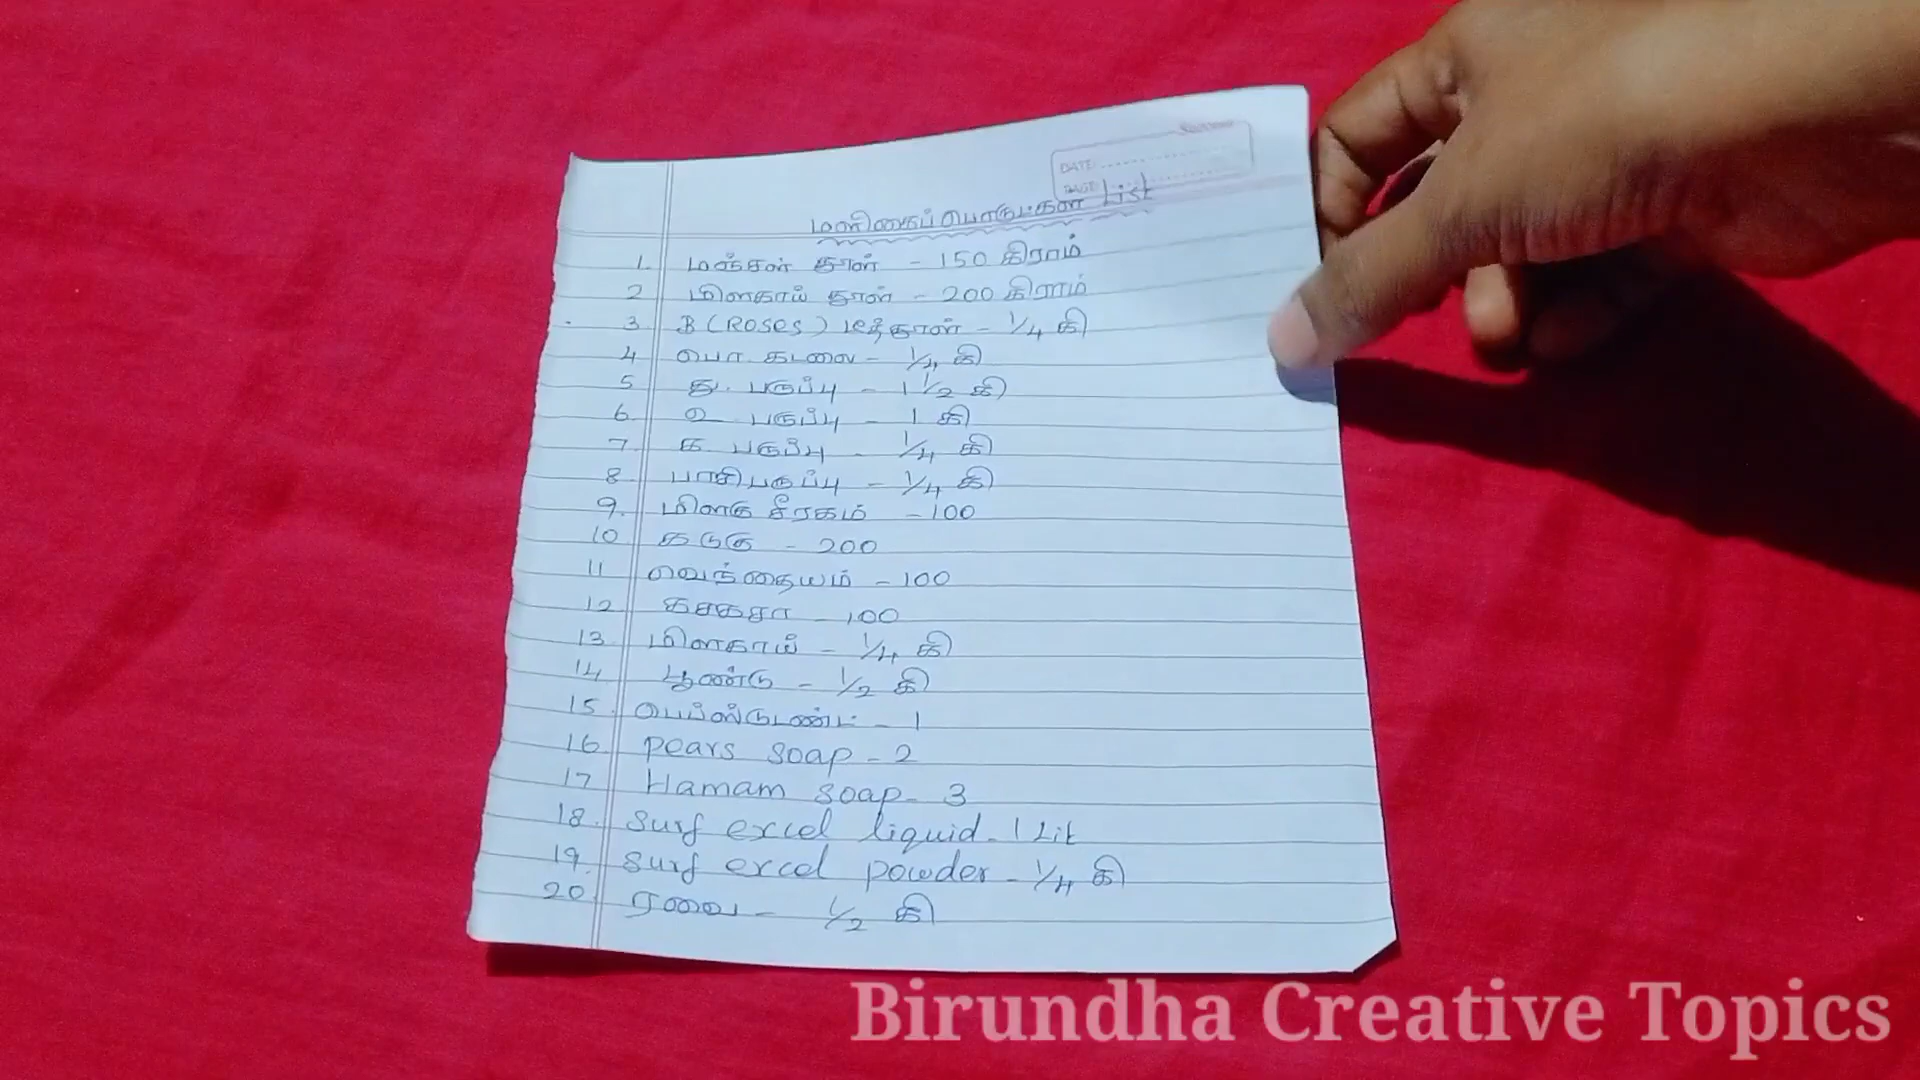 DATE:
PAGE:
மளிகைப் பொருட்கள் List
1. மஞ்சள் தூள் - 150 கிராம்
2 மிளகாய் தூள் - 200 கிராம்
3 B (Roses) டீத்தூள் - 1/4 கி
4 பொ. கடலை - 1/4 கி
5 து. பருப்பு - 1 1/2 கி
6. உ பருப்பு - 1 கி
7 க. பருப்பு - 1/4 கி
8 பாசிபருப்பு - 1/4 கி
9. மிளகு சீரகம் - 100
10 கடுகு - 200
11 வெந்தையம் - 100
12 கசகசா - 100
13. மிளகாய் - 1/4 கி
14 பூண்டு - 1/2 கி
15. - 1
16. Pears soap - 2
17 Hamam soap - 3
18. surf excel liquid - 1 Lit
19. surf excel powder - 1/4 கி
20. ரவை - 1/2 கி
Birundha Creative Topics